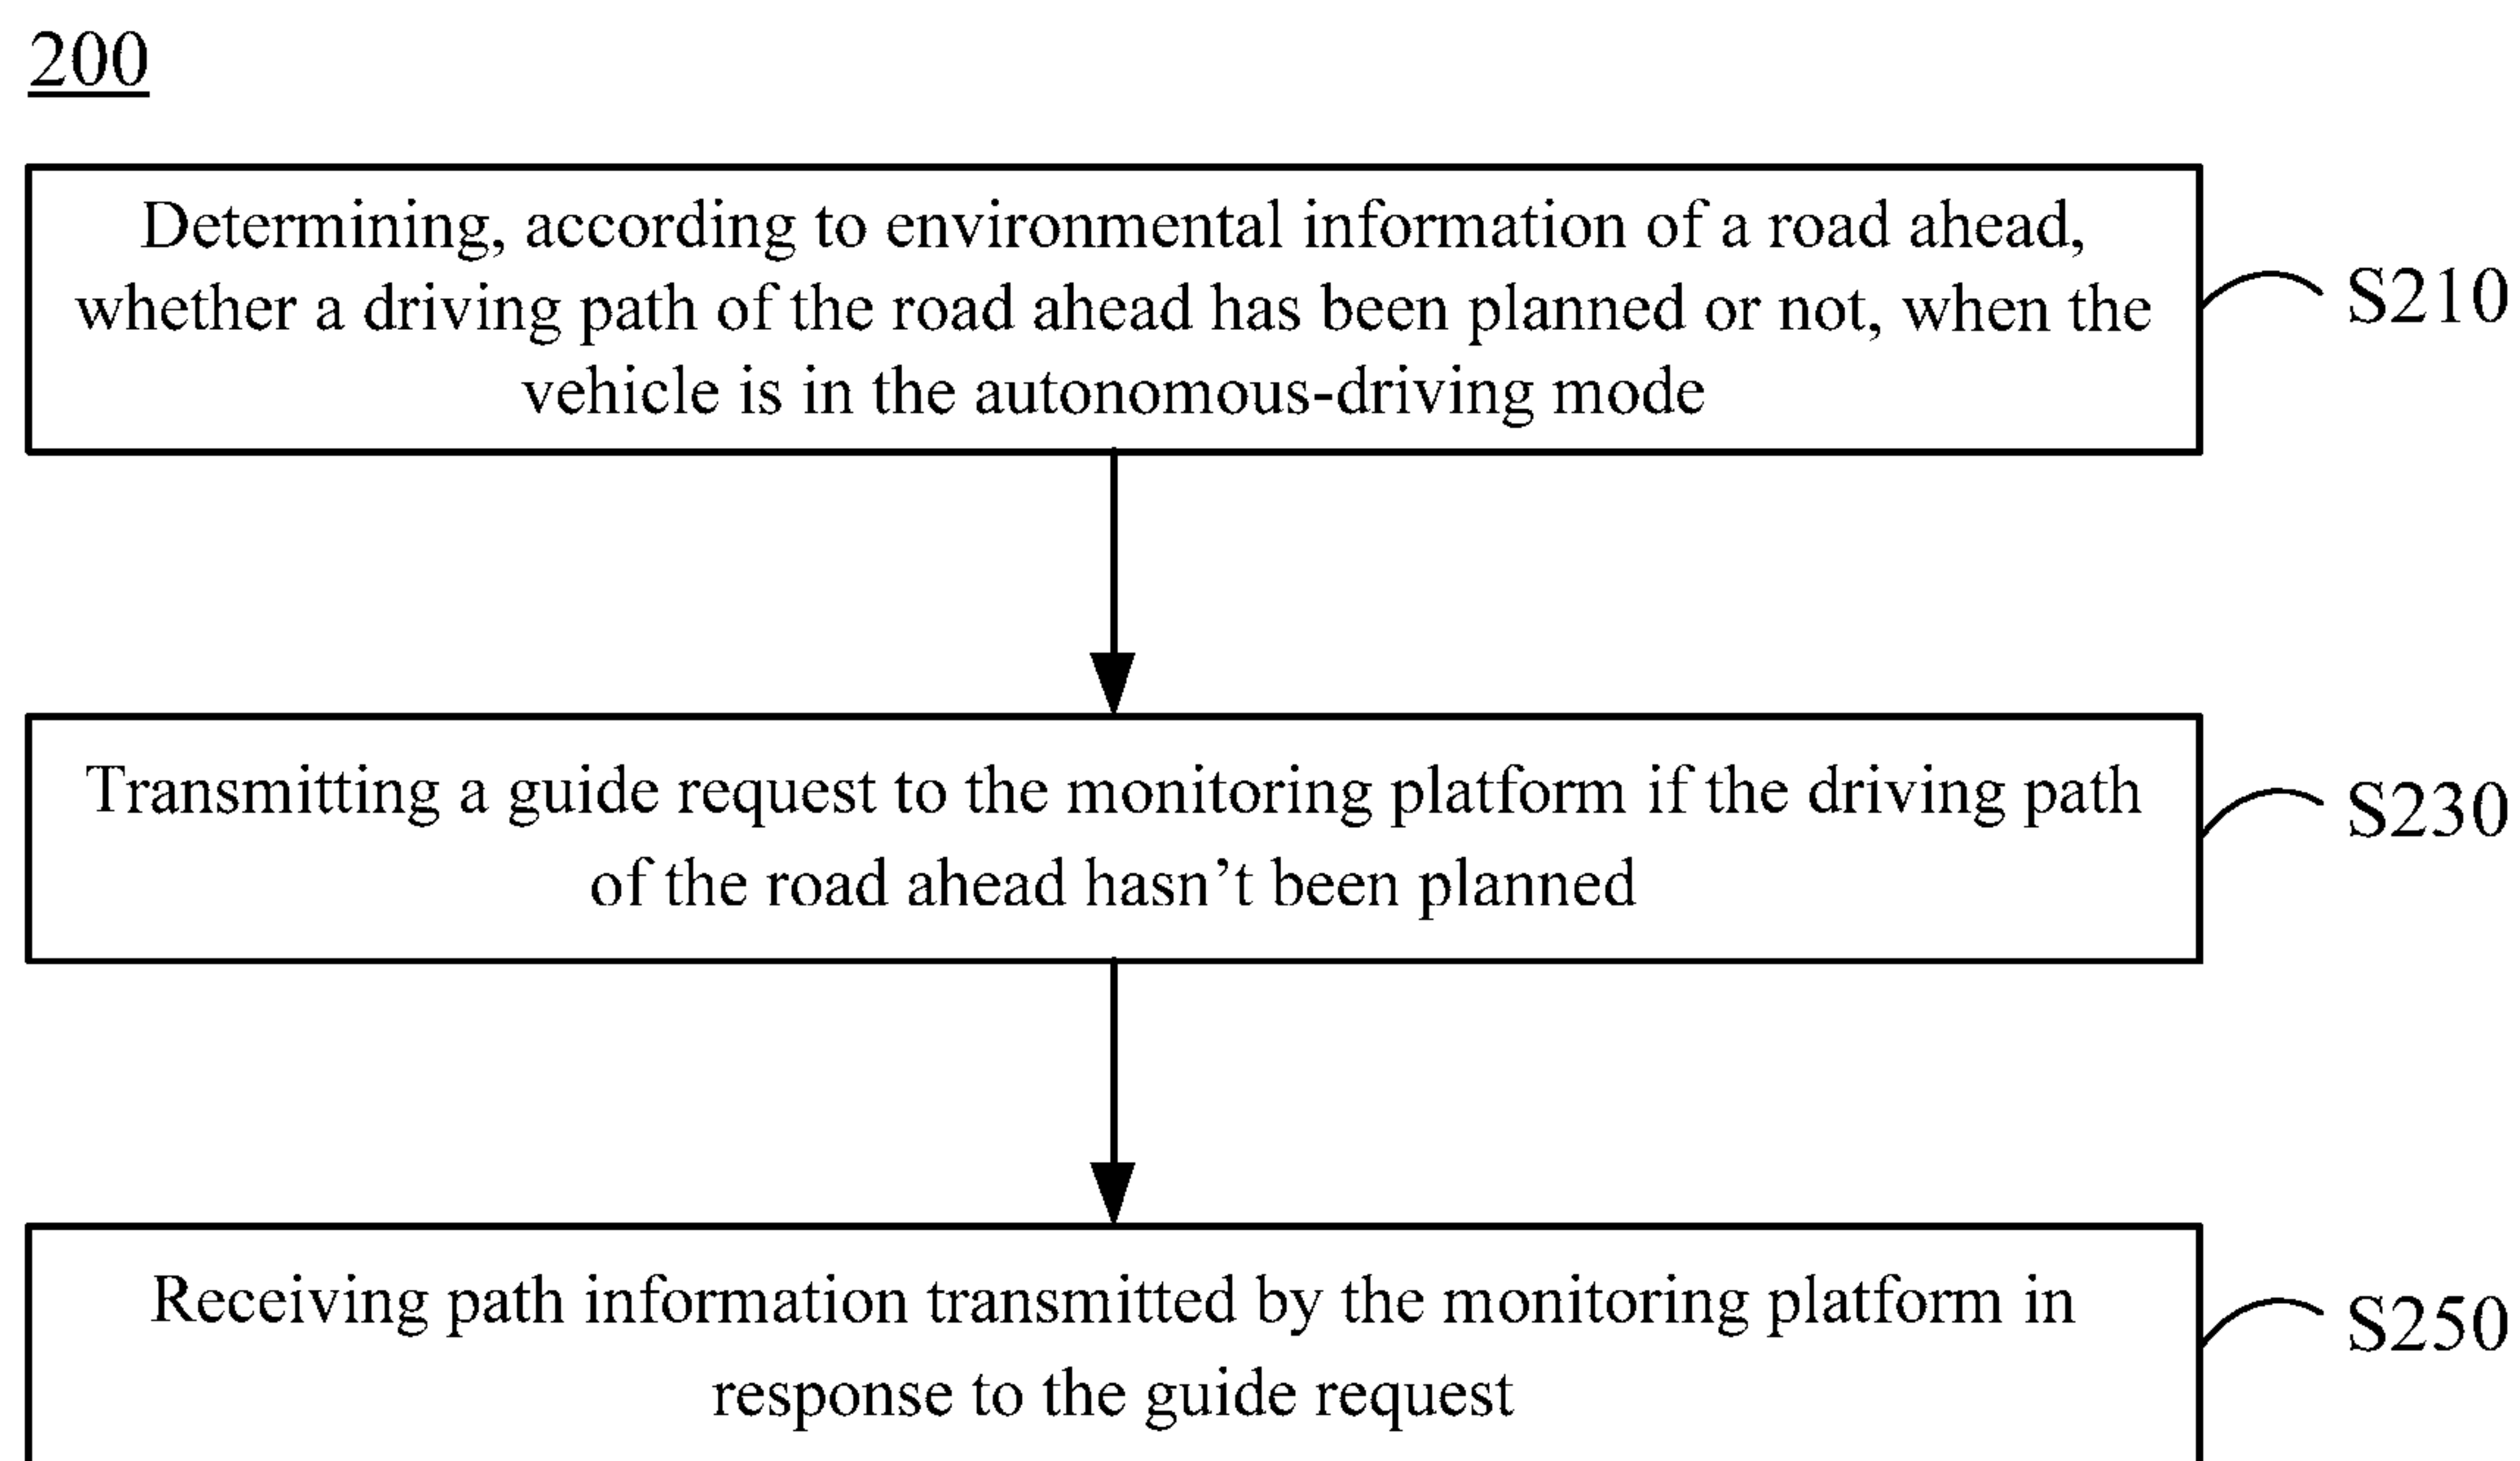 200
Determining, according to environmental information of a road ahead,
whether a driving path of the road ahead has been planned or not, when the
vehicle is in the autonomous-driving mode
S210
Transmitting a guide request to the monitoring platform if the driving path
of the road ahead hasn’t been planned
S230
Receiving path information transmitted by the monitoring platform in
response to the guide request
S250